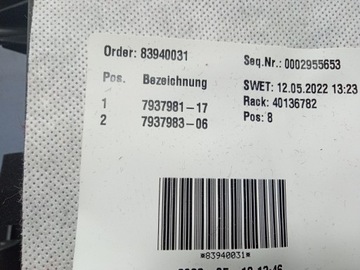 Order: 83940031 Seq.Nr.: 0002955653
Pos. Bezeichnung SWET: 12.05.2022 13:23
1 7937981-17 Rack: 40136782
2 7937983-06 Pos: 8
*83940031*